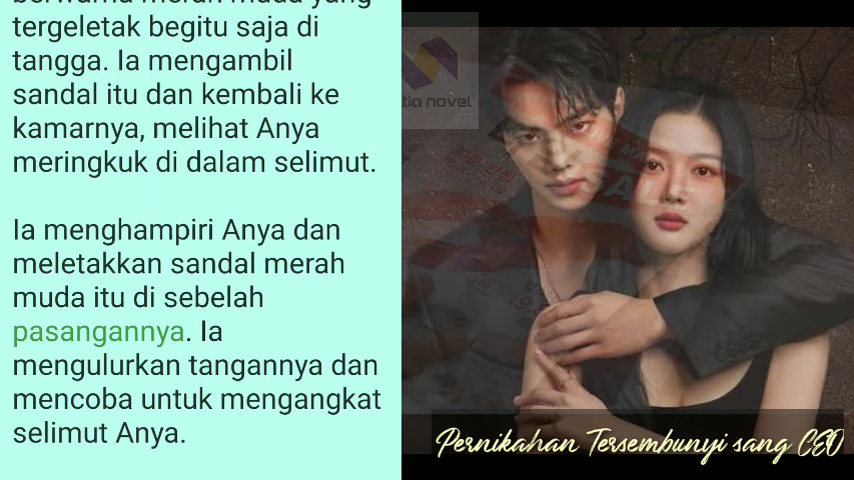 tergeletak begitu saja di
tangga. Ia mengambil
sandal itu dan kembali ke
kamarnya, melihat Anya
meringkuk di dalam selimut.
Ia menghampiri Anya dan
meletakkan sandal merah
muda itu di sebelah
pasangannya. Ia
mengulurkan tangannya dan
mencoba untuk mengangkat
selimut Anya.
novel
Pernikahan Tersembunyi sang CEO